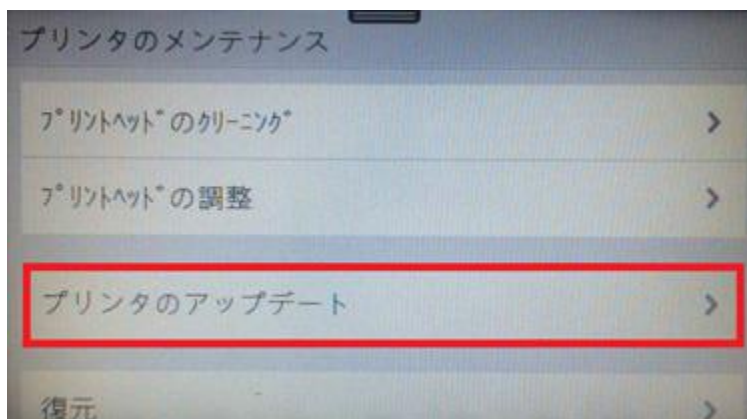 プリンタのメンテナンス
プリントヘッドのクリーニング
プリントヘッドの調整
プリンタのアップデート
復元